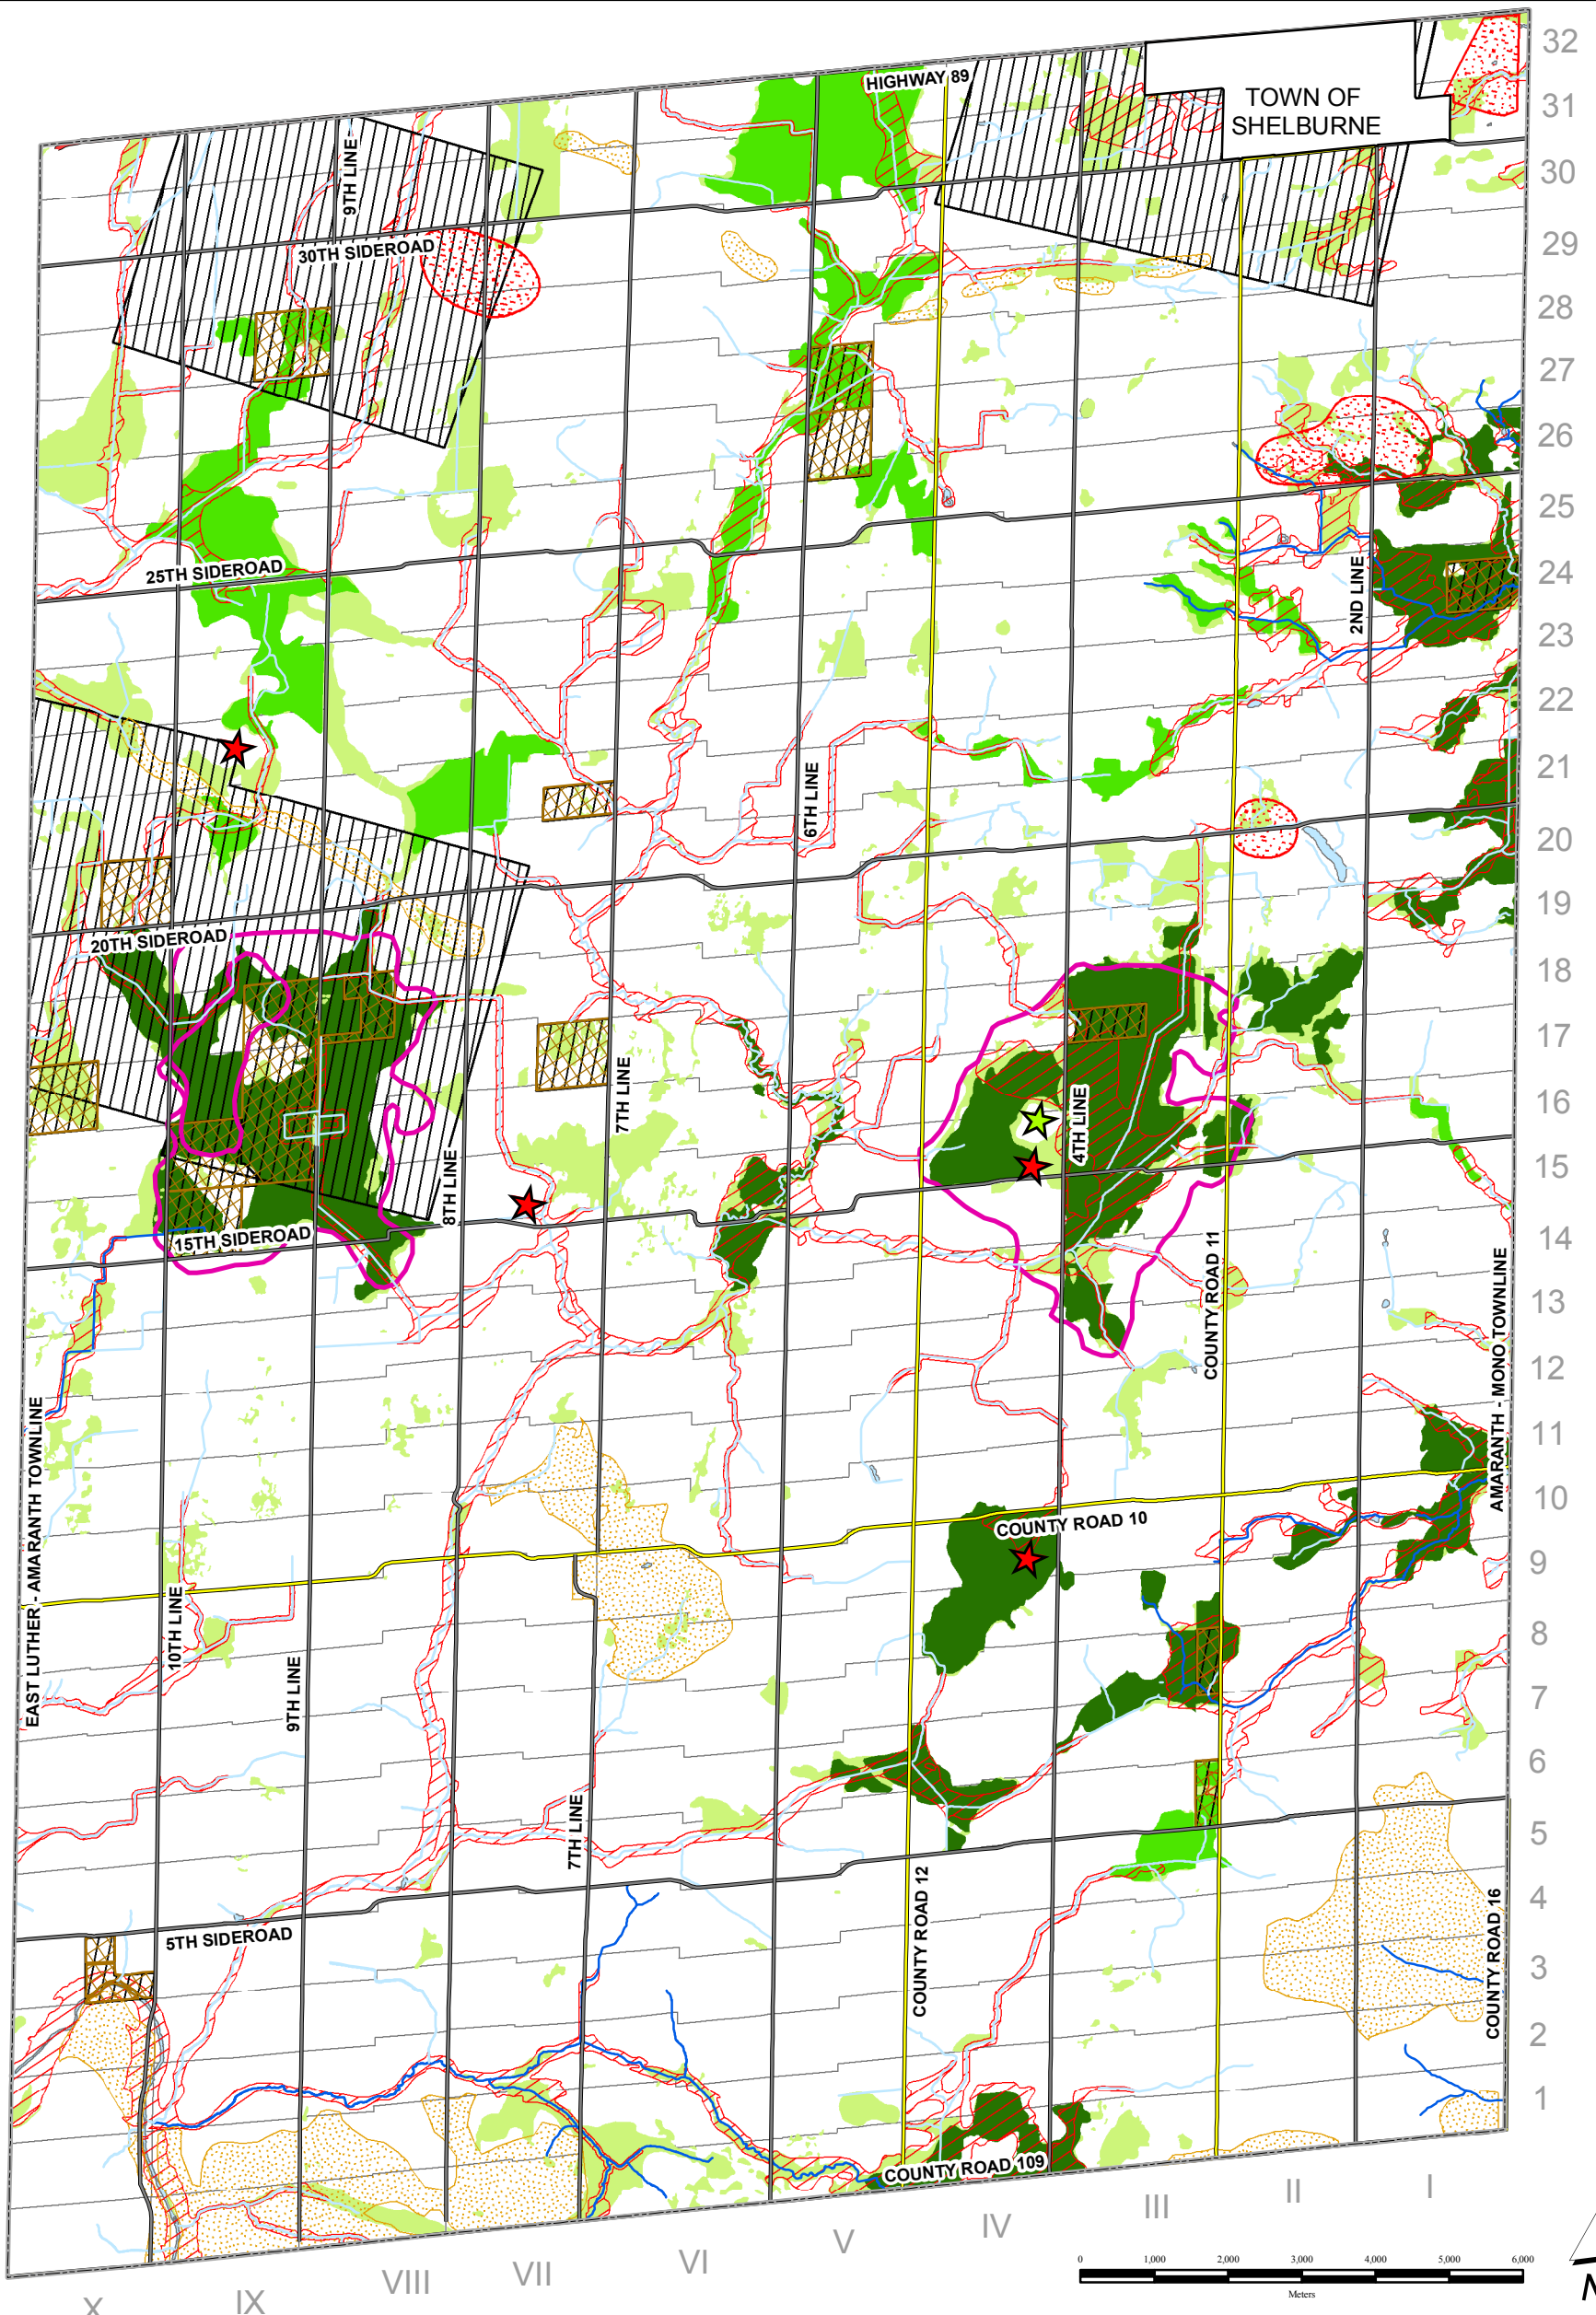 32
HIGHWAY 89
TOWN OF
SHELBURNE
31
30
9TH LINE
30TH SIDEROAD
29
28
27
26
25
25TH SIDEROAD
24
2ND LINE
23
22
21
6TH LINE
20
19
20TH SIDEROAD
18
17
7TH LINE
4TH LINE
16
15
8TH LINE
15TH SIDEROAD
14
COUNTY ROAD 11
AMARANTH - MONO TOWNLINE
13
12
EAST LUTHER - AMARANTH TOWNLINE
11
10
COUNTY ROAD 10
9
10TH LINE
8
9TH LINE
7
6
7TH LINE
5
COUNTY ROAD 12
4
COUNTY ROAD 16
5TH SIDEROAD
3
2
1
COUNTY ROAD 109
I
II
III
IV
V
VI
VII
VIII
IX
X
0 1,000 2,000 3,000 4,000 5,000 6,000
Meters
N